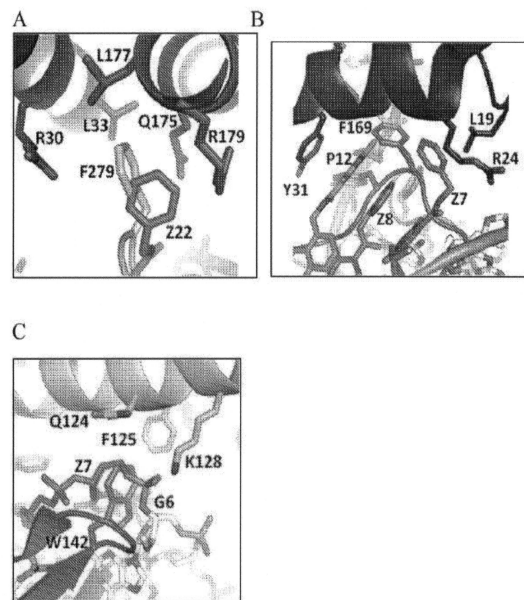 A
L177
L33
Q175
R30
R179
F279
Z22
B
F169
L19
P12
R24
Y31
Z7
Z8
C
Q124
F125
K128
Z7
G6
W142